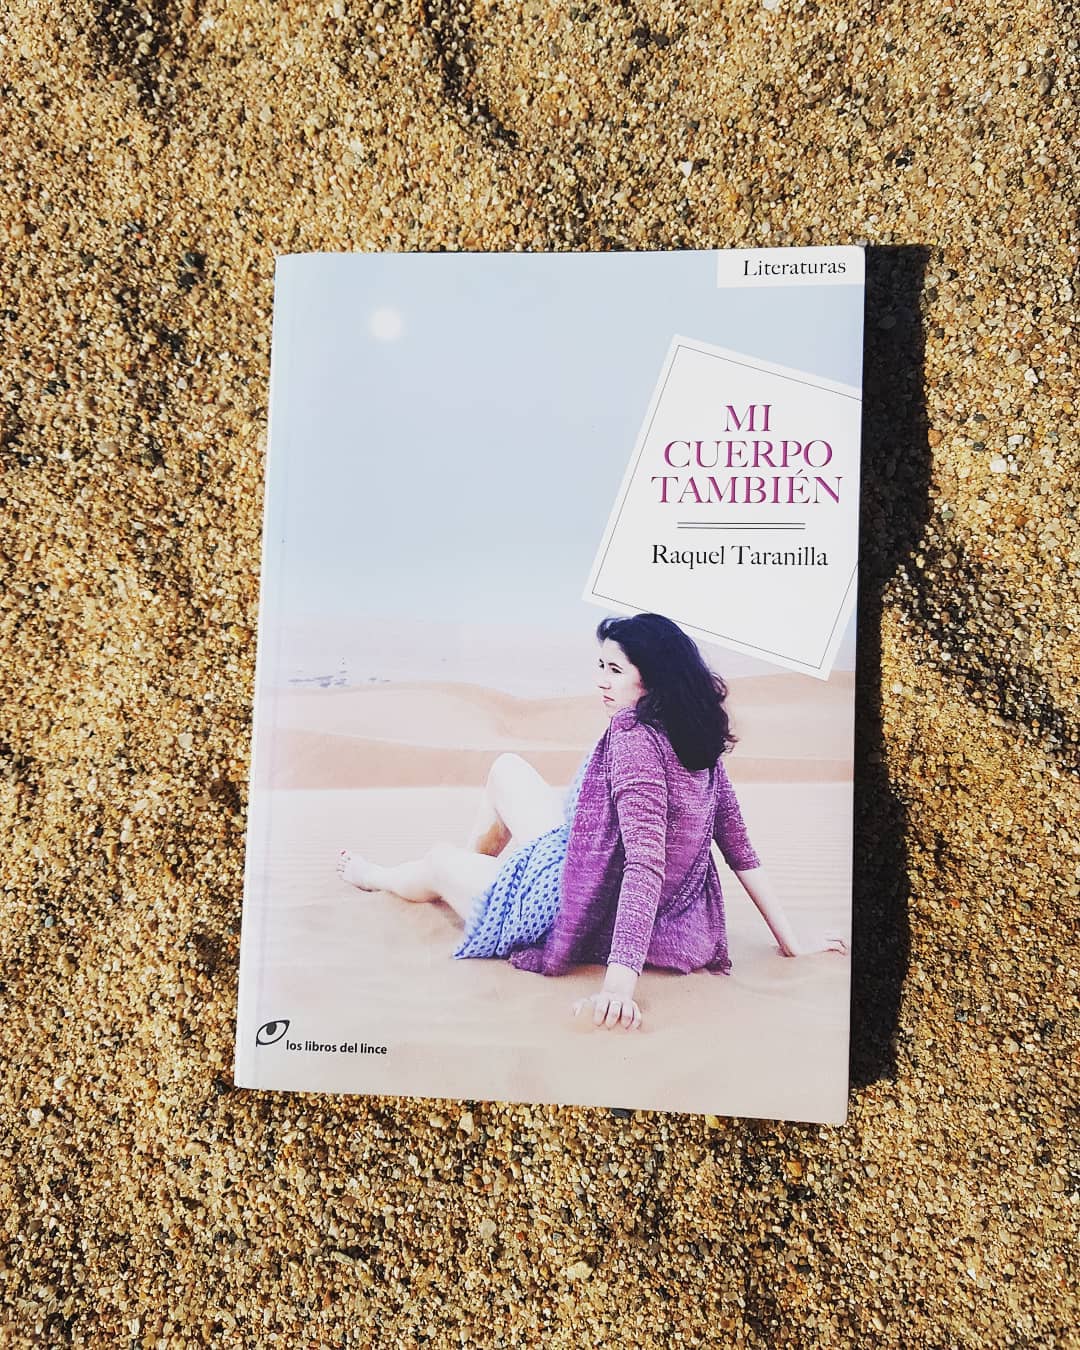 Literaturas
MI
CUERPO
TAMBIÉN
Raquel Taranilla
los libros del lince